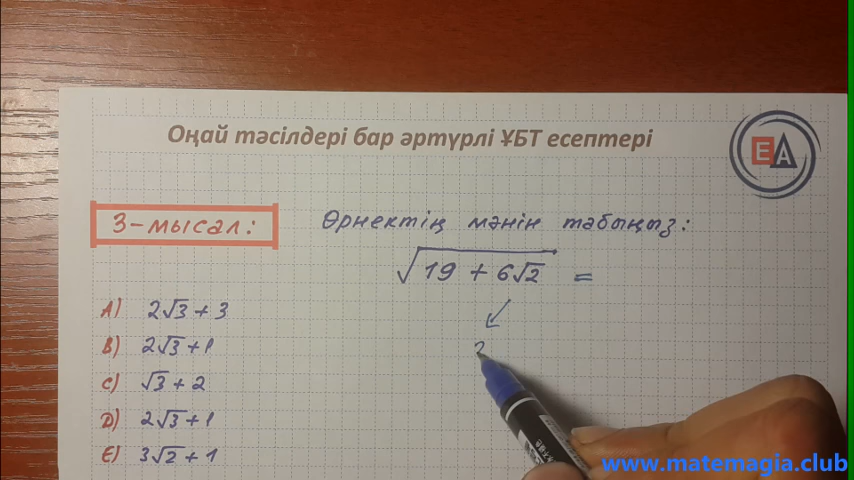 Оңай тәсілдері бар әртүрлі ҰБТ есептері
ЕА
3-мысал:
Өрнектің мәнін табыңыз:
√(19 + 6√2) =
A) 2√3 + 3
B) 2√3 + 1
C) √3 + 2
D) 2√3 + 1
E) 3√2 + 1
www.matemagia.club